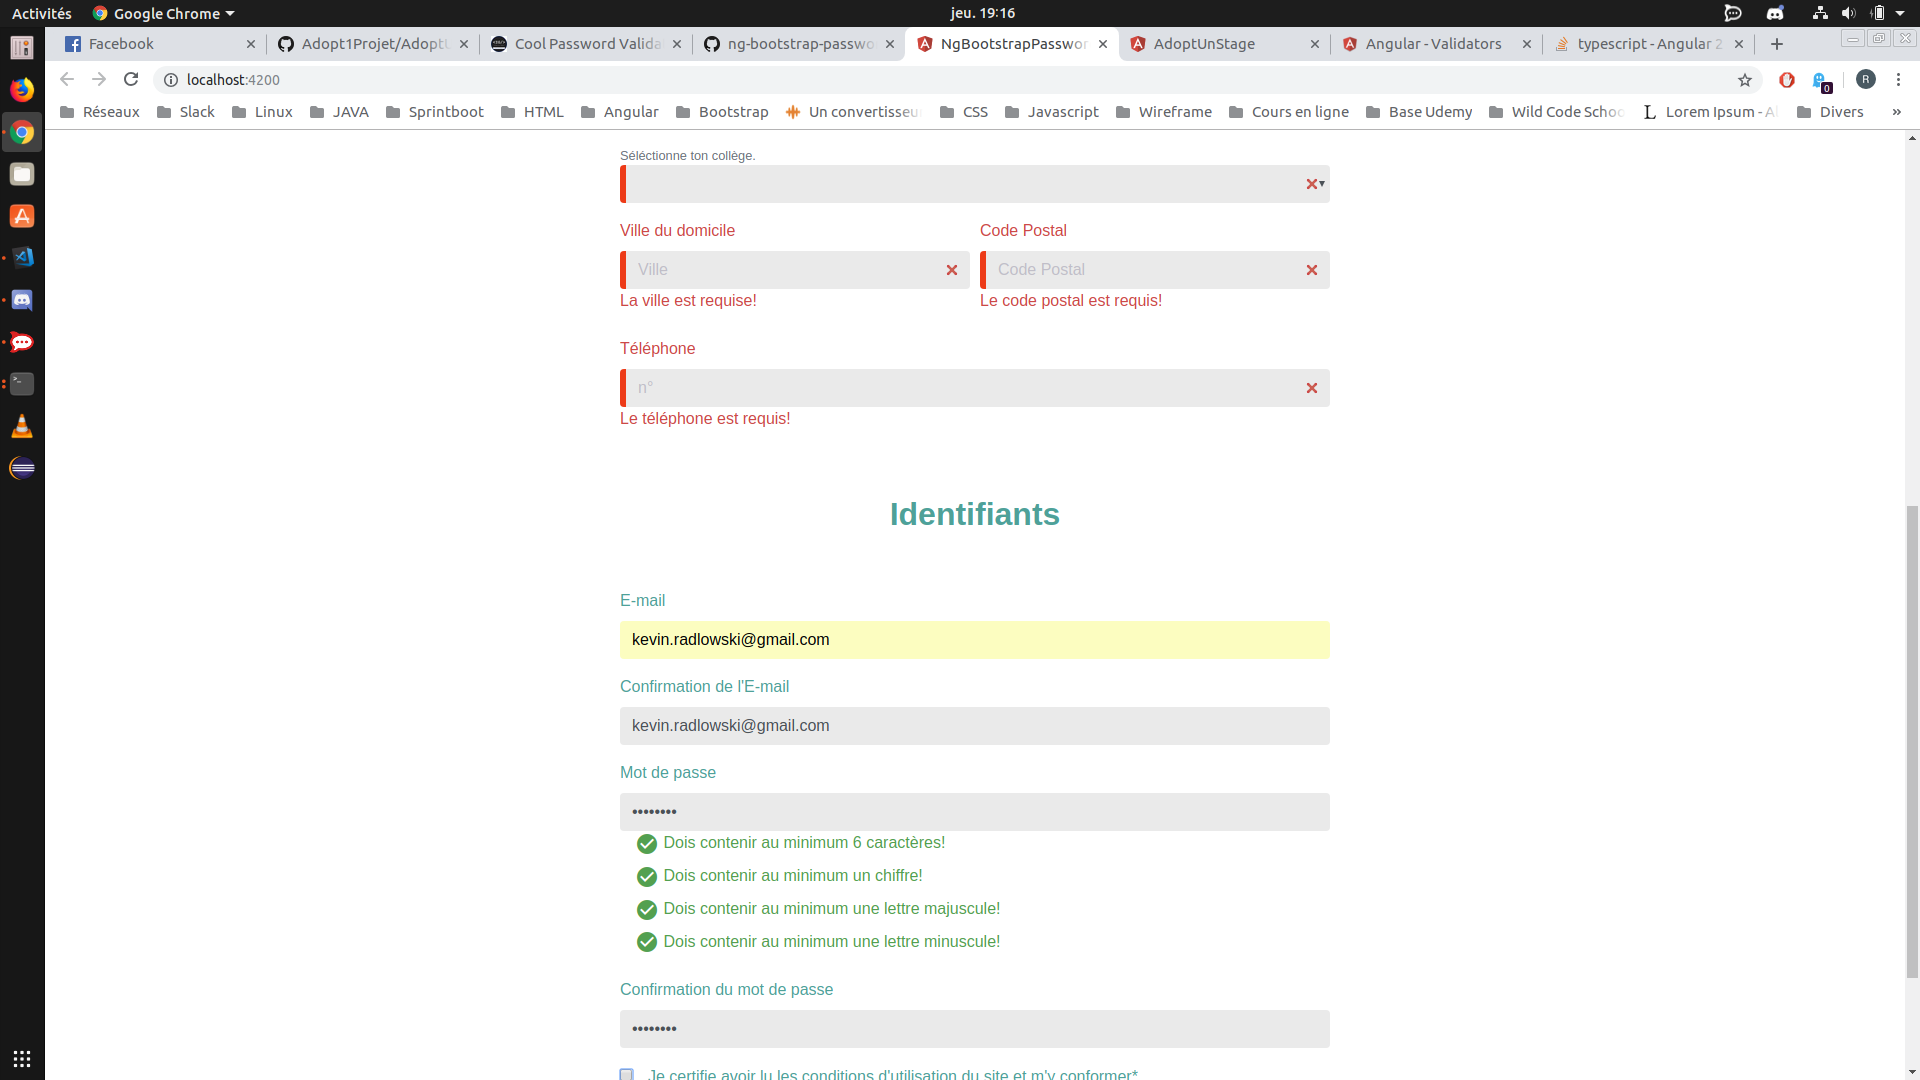 Activités
Google Chrome
jeu. 19:16
Facebook
Adopt1Projet/Adopt
Cool Password Valida
ng-bootstrap-passwo
NgBootstrapPasswor
AdoptUnStage
Angular - Validators
typescript - Angular 2
localhost:4200
R
0
Réseaux
Slack
Linux
JAVA
Sprintboot
HTML
Angular
Bootstrap
Un convertisseu
CSS
Javascript
Wireframe
Cours en ligne
Base Udemy
Wild Code Schoo
Lorem Ipsum - Al
Divers
»
Séléctionne ton collège.
Ville du domicile
Code Postal
Ville
Code Postal
La ville est requise!
Le code postal est requis!
Téléphone
n°
Le téléphone est requis!
Identifiants
E-mail
kevin.radlowski@gmail.com
Confirmation de l'E-mail
kevin.radlowski@gmail.com
Mot de passe
••••••••
Dois contenir au minimum 6 caractères!
Dois contenir au minimum un chiffre!
Dois contenir au minimum une lettre majuscule!
Dois contenir au minimum une lettre minuscule!
Confirmation du mot de passe
••••••••
Je certifie avoir lu les conditions d'utilisation du site et m'y conformer*